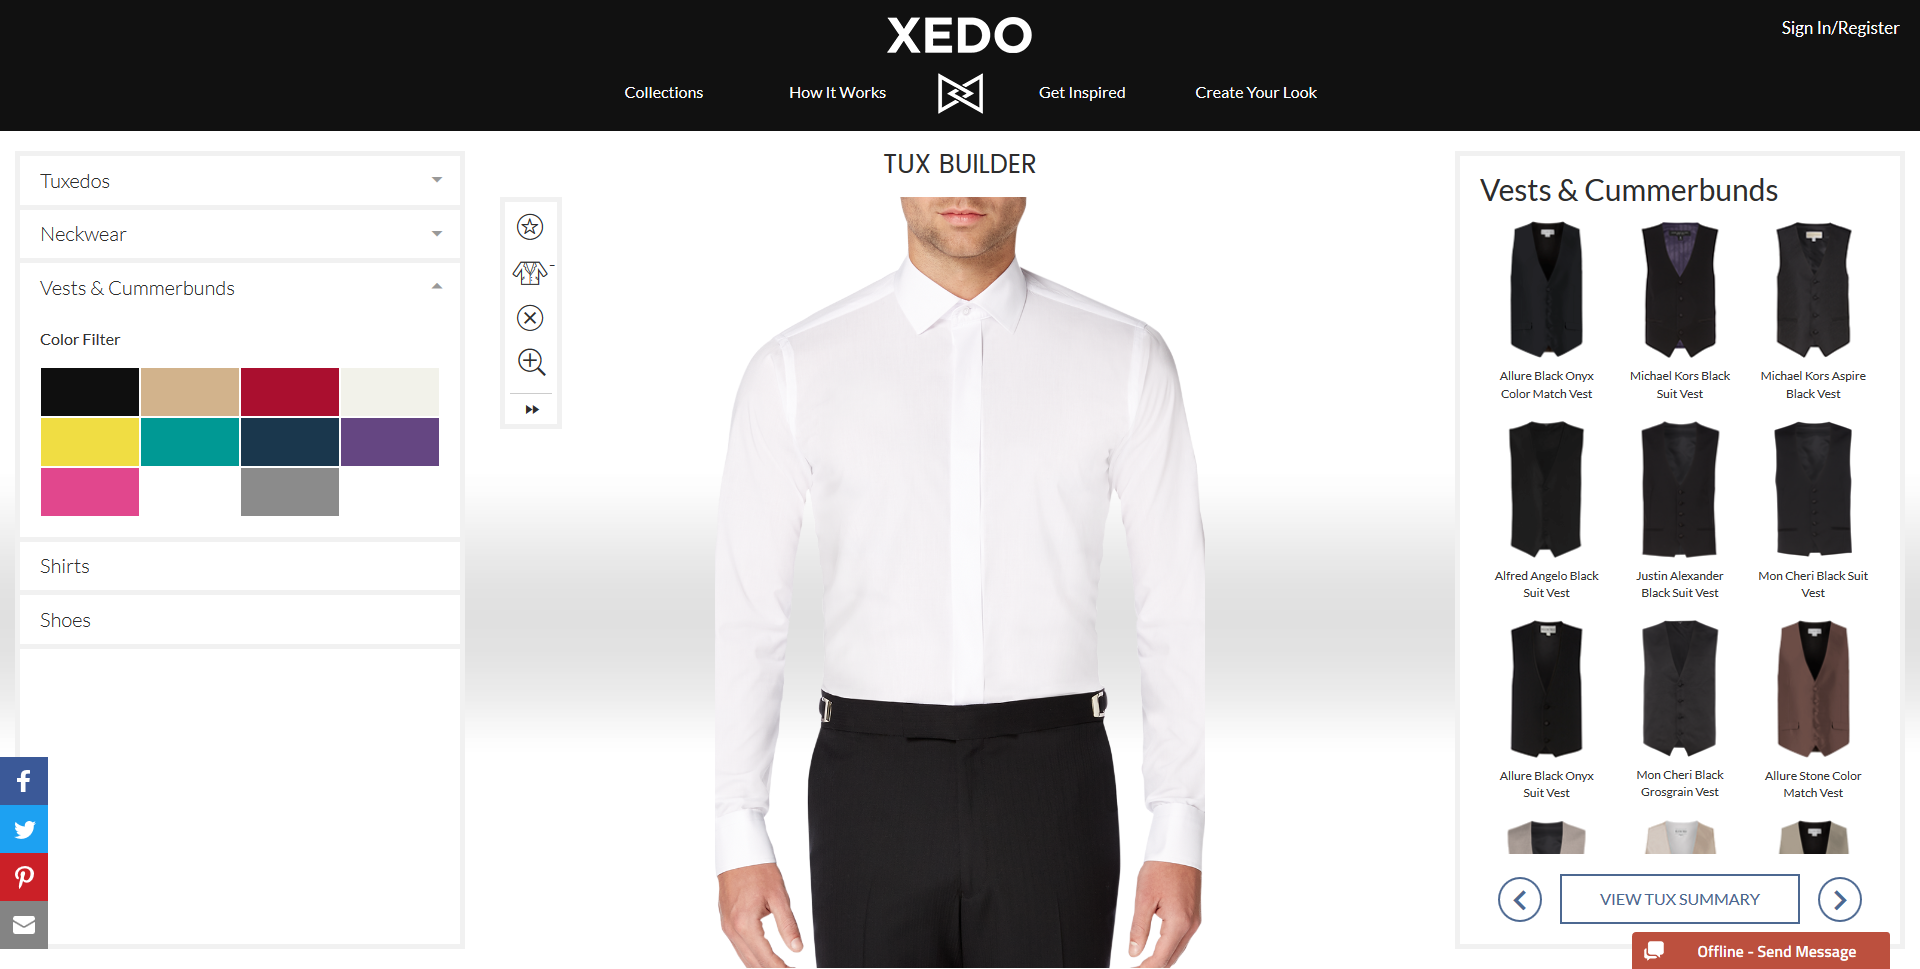 XEDO
Sign In/Register
Collections
How It Works
Get Inspired
Create Your Look
TUX BUILDER
Tuxedos
Neckwear
Vests & Cummerbunds
Color Filter
Shirts
Shoes
Vests & Cummerbunds
Allure Black Onyx
Color Match Vest
Michael Kors Black
Suit Vest
Michael Kors Aspire
Black Vest
Alfred Angelo Black
Suit Vest
Justin Alexander
Black Suit Vest
Mon Cheri Black Suit
Vest
Allure Black Onyx
Suit Vest
Mon Cheri Black
Grosgrain Vest
Allure Stone Color
Match Vest
VIEW TUX SUMMARY
Offline - Send Message